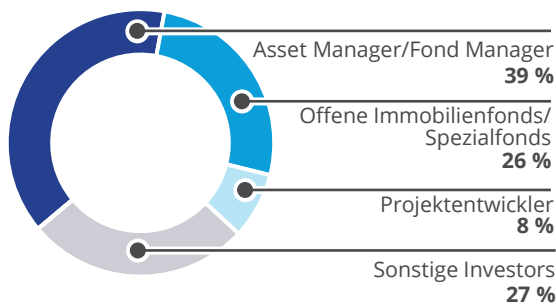 Asset Manager/Fond Manager
39 %
Offene Immobilienfonds/
Spezialfonds
26 %
Projektentwickler
8 %
Sonstige Investors
27 %